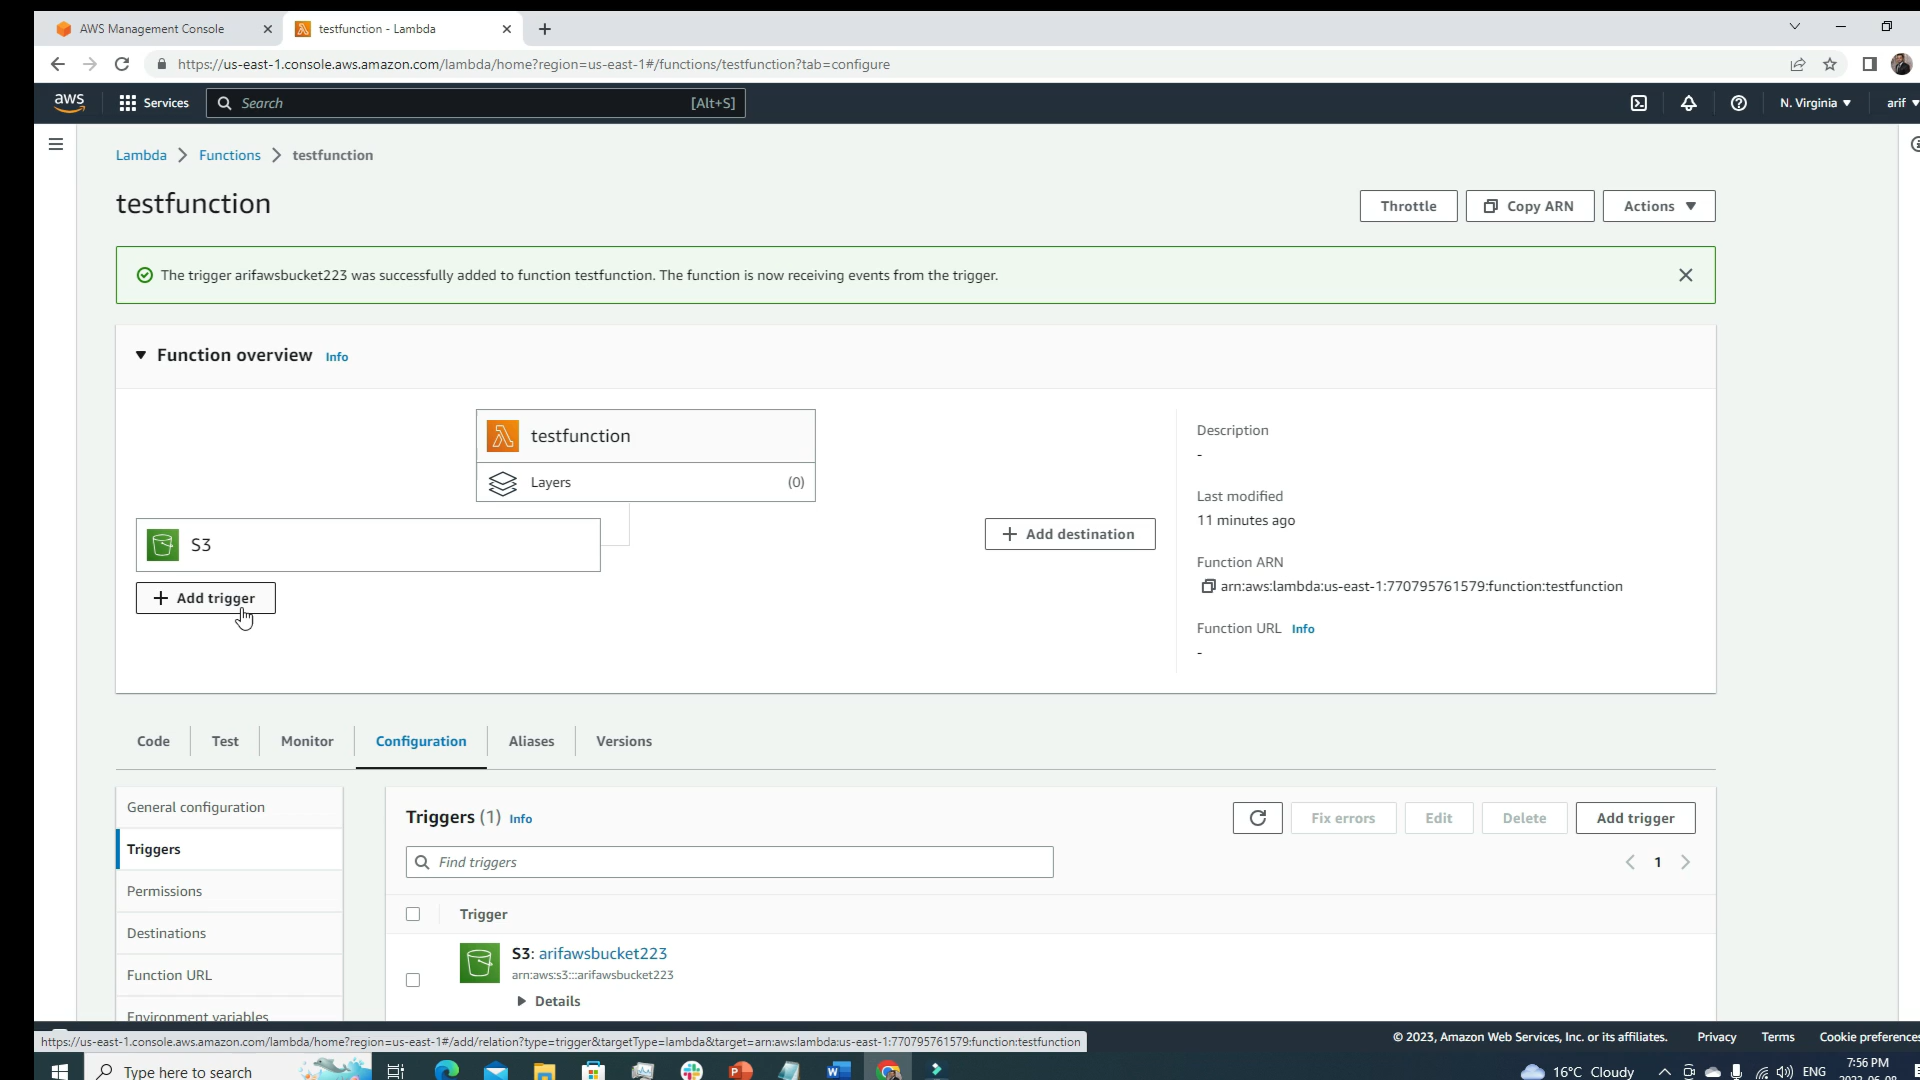 AWS Management Console
testfunction - Lambda
https://us-east-1.console.aws.amazon.com/lambda/home?region=us-east-1#/functions/testfunction?tab=configure
aws
Services
Search
[Alt+S]
N. Virginia ▼
arif ▼
Lambda > Functions > testfunction
testfunction
Throttle
Copy ARN
Actions ▼
The trigger arifawsbucket223 was successfully added to function testfunction. The function is now receiving events from the trigger.
▼ Function overview Info
testfunction
Layers (0)
S3
+ Add trigger
+ Add destination
Description
-
Last modified
11 minutes ago
Function ARN
arn:aws:lambda:us-east-1:770795761579:function:testfunction
Function URL Info
-
Code
Test
Monitor
Configuration
Aliases
Versions
General configuration
Triggers
Permissions
Destinations
Function URL
Environment variables
Triggers (1) Info
Fix errors
Edit
Delete
Add trigger
Find triggers
1
Trigger
S3: arifawsbucket223
arn:aws:s3:::arifawsbucket223
▶ Details
© 2023, Amazon Web Services, Inc. or its affiliates.
Privacy
Terms
Cookie preferences
https://us-east-1.console.aws.amazon.com/lambda/home?region=us-east-1#/add/relation?type=trigger&targetType=lambda&target=arn:aws:lambda:us-east-1:770795761579:function:testfunction
Type here to search
16°C Cloudy
ENG
7:56 PM